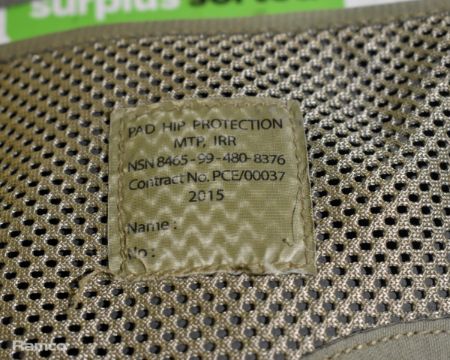 surplus
PAD HIP PROTECTION
MTP, IRR
NSN 8465-99-480-8376
Contract No. PCE/00037
2015
Name :
No :
Ramco